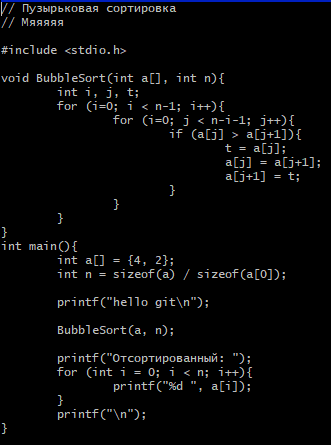 // Пузырьковая сортировка
// Мяяяяя
#include <stdio.h>
void BubbleSort(int a[], int n){
int i, j, t;
for (i=0; i < n-1; i++){
for (i=0; j < n-i-1; j++){
if (a[j] > a[j+1]){
t = a[j];
a[j] = a[j+1];
a[j+1] = t;
}
}
}
}
int main(){
int a[] = {4, 2};
int n = sizeof(a) / sizeof(a[0]);
printf("hello git\n");
BubbleSort(a, n);
printf("Отсортированный: ");
for (int i = 0; i < n; i++){
printf("%d ", a[i]);
}
printf("\n");
}